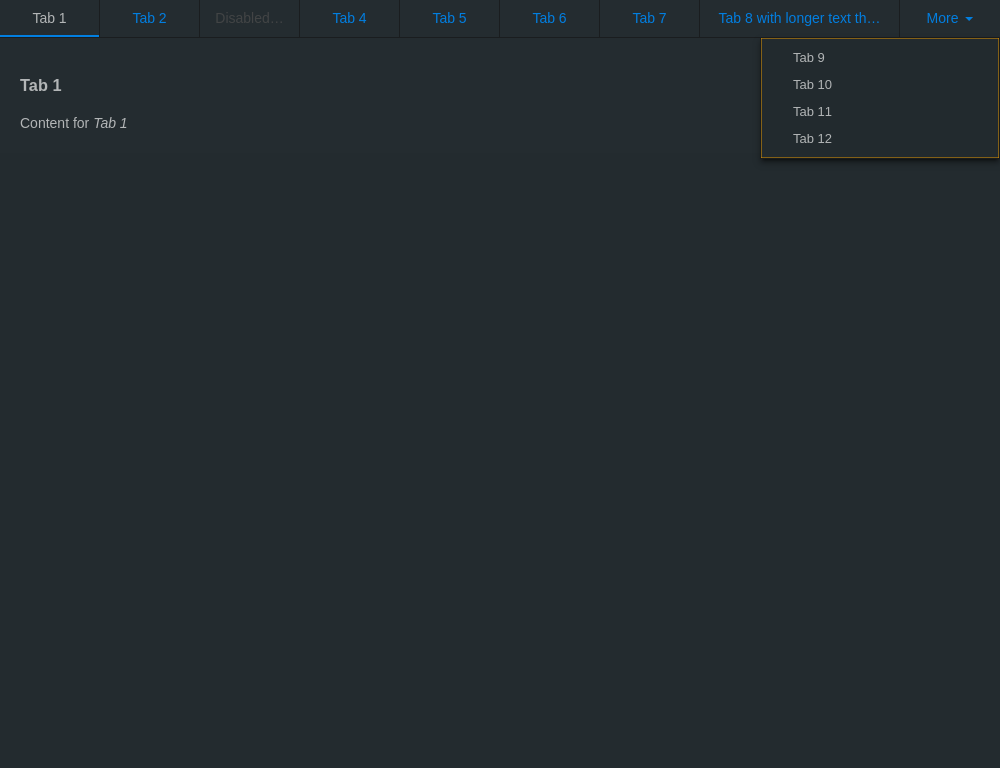 Tab 1 Tab 2 Disabled… Tab 4 Tab 5 Tab 6 Tab 7 Tab 8 with longer text th… More
Tab 9
Tab 1
Tab 10
Tab 11
Content for Tab 1
Tab 12